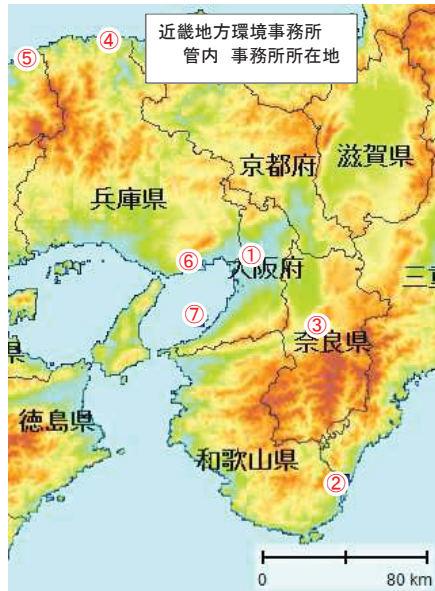 近畿地方環境事務所
管内 事務所所在地
④
⑤
京都府
滋賀県
兵庫県
①
⑥
大阪府
三重
⑦
③
奈良県
県
徳島県
和歌山県
②
0 80 km